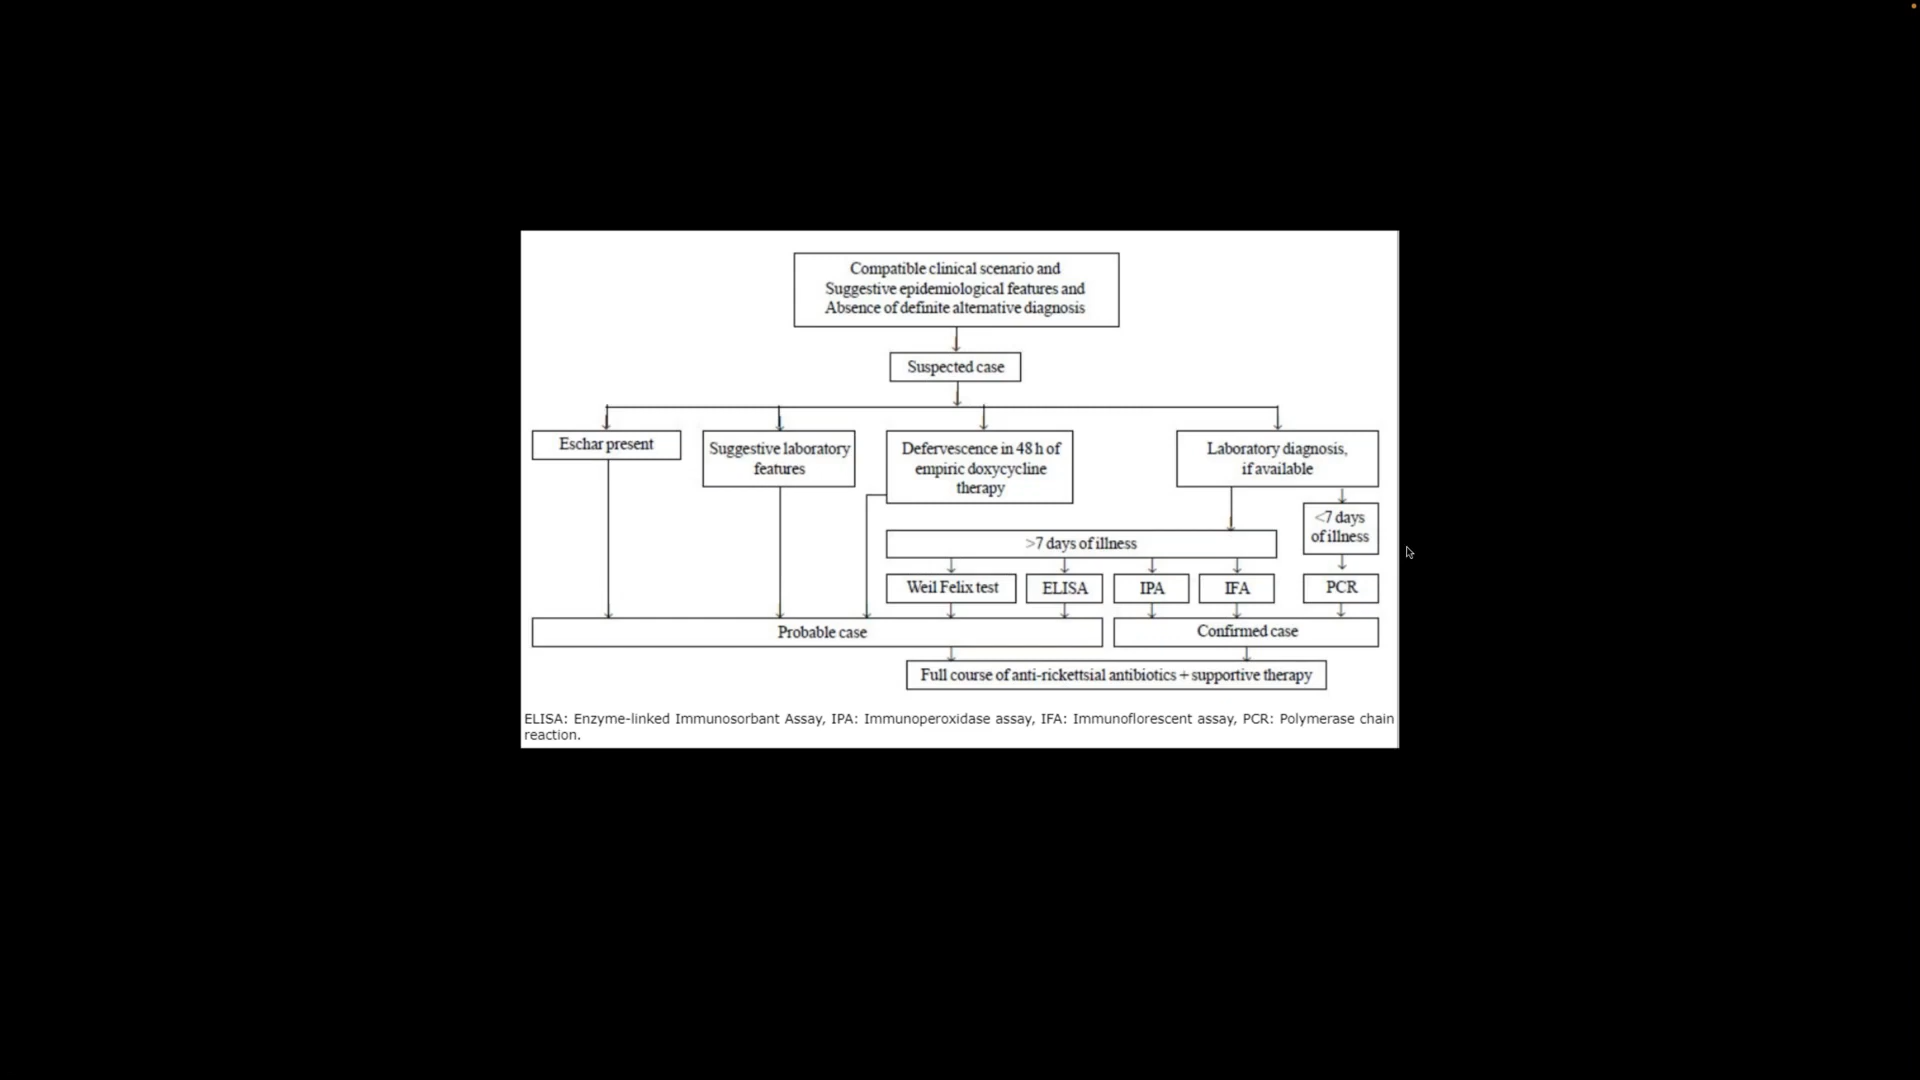 Compatible clinical scenario and
Suggestive epidemiological features and
Absence of definite alternative diagnosis
Suspected case
Eschar present
Suggestive laboratory
features
Defervescence in 48 h of
empiric doxycycline
therapy
Laboratory diagnosis,
if available
<7 days
of illness
>7 days of illness
Weil Felix test
ELISA
IPA
IFA
PCR
Probable case
Confirmed case
Full course of anti-rickettsial antibiotics + supportive therapy
ELISA: Enzyme-linked Immunosorbant Assay, IPA: Immunoperoxidase assay, IFA: Immunoflorescent assay, PCR: Polymerase chain
reaction.